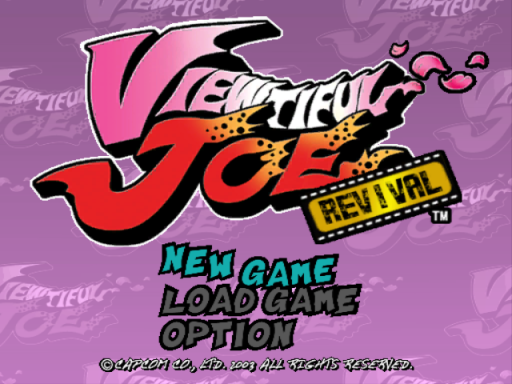 VIEWTIFUL
JOE
REVIVAL
TM
NEW GAME
LOAD GAME
OPTION
© CAPCOM CO., LTD. 2003 ALL RIGHTS RESERVED.